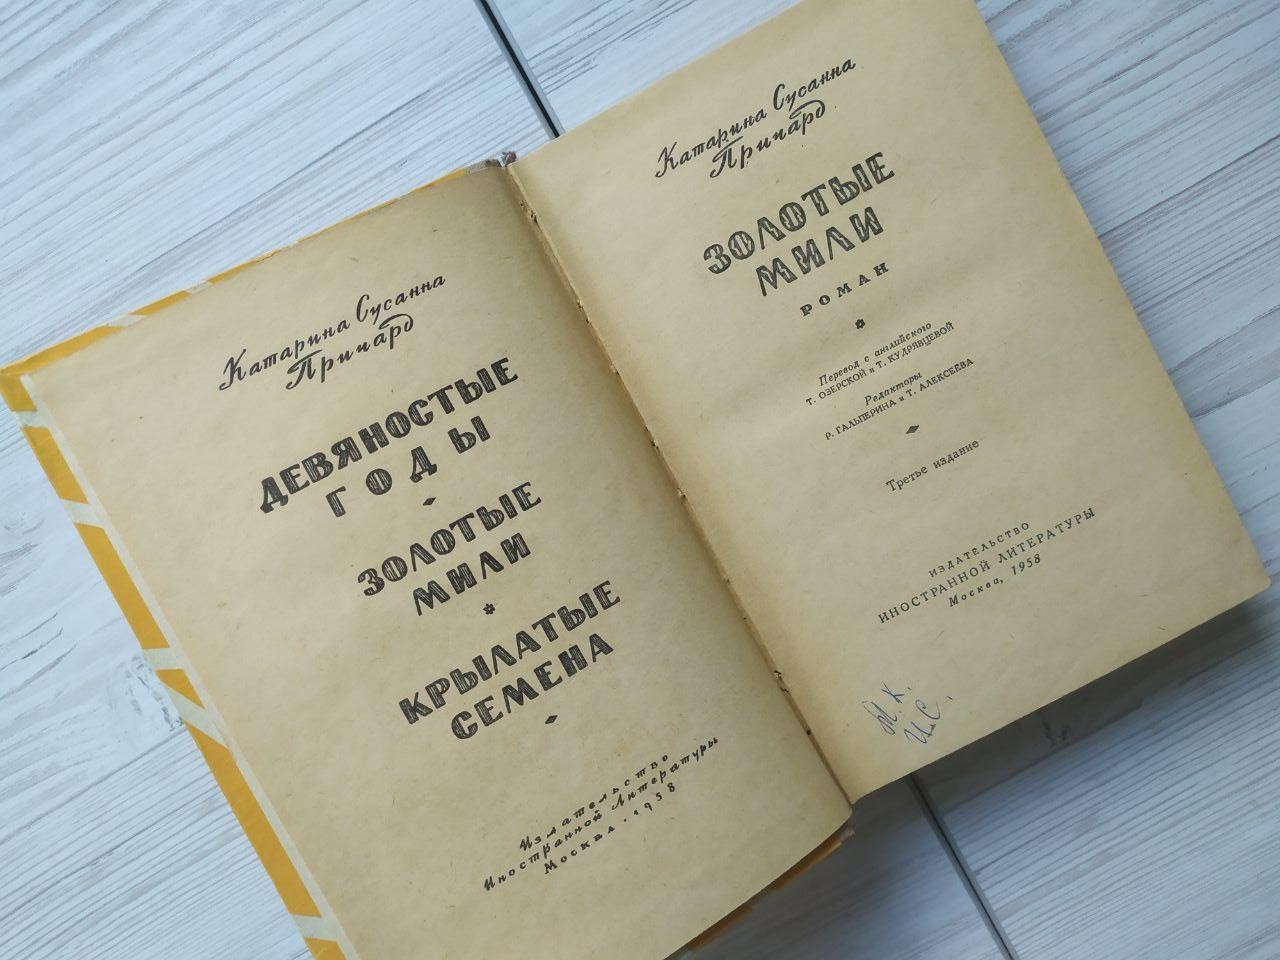 Катарина Сусанна
Причард
ДЕВЯНОСТЫЕ
ГОДЫ
ЗОЛОТЫЕ
МИЛИ
КРЫЛАТЫЕ
СЕМЕНА
Издательство
Иностранной Литературы
Москва · 1958
Катарина Сусанна
Причард
ЗОЛОТЫЕ
МИЛИ
РОМАН
Перевод с английского
Т. ОЗЕРСКОЙ и Т. КУДРЯВЦЕВОЙ
Редакторы
Р. ГАЛЬПЕРИНА и Т. АЛЕКСЕЕВА
Третье издание
ИЗДАТЕЛЬСТВО
ИНОСТРАННОЙ ЛИТЕРАТУРЫ
Москва, 1958
И.С.